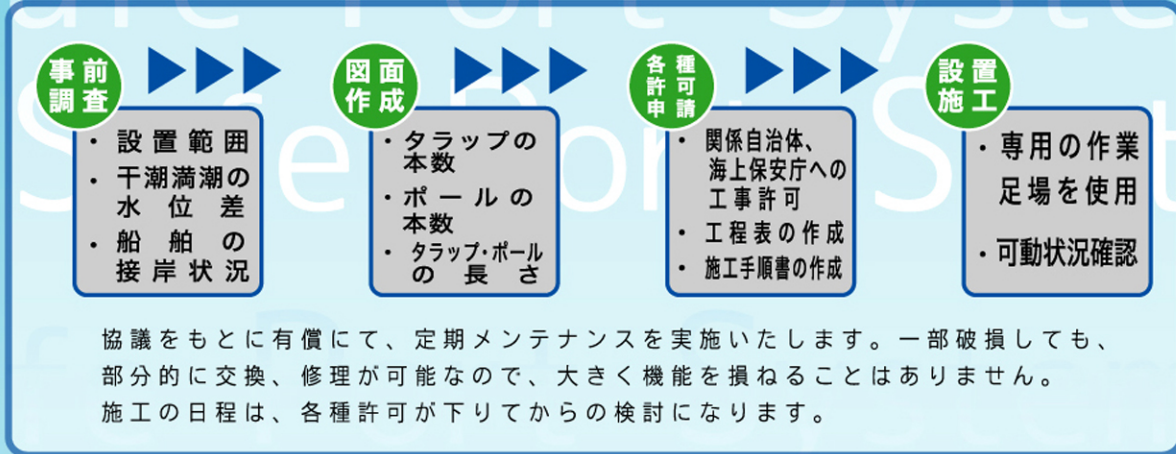 事前
調査
・設置範囲
・干潮満潮の
水位差
・船舶の
接岸状況
図面
作成
・タラップの
本数
・ポールの
本数
・タラップ・ポール
の長さ
各種
許可
申請
・関係自治体、
海上保安庁への
工事許可
・工程表の作成
・施工手順書の作成
設置
施工
・専用の作業
足場を使用
・可動状況確認
協議をもとに有償にて、定期メンテナンスを実施いたします。一部破損しても、
部分的に交換、修理が可能なので、大きく機能を損ねることはありません。
施工の日程は、各種許可が下りてからの検討になります。